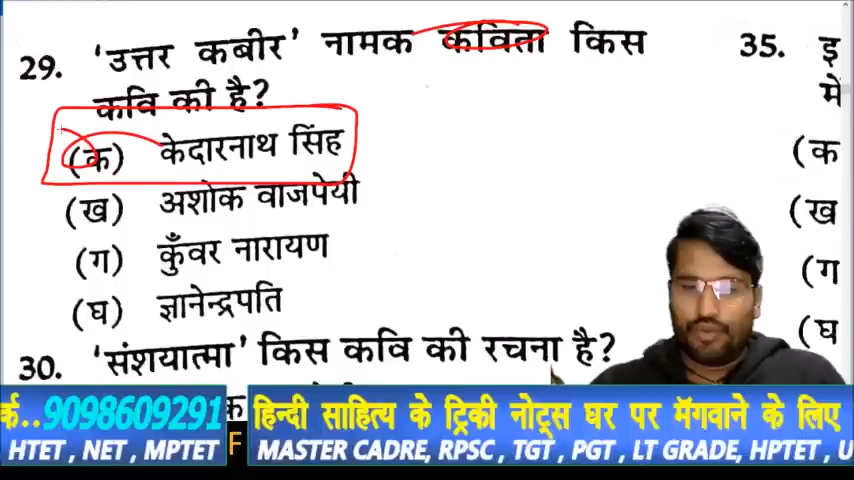 29. 'उत्तर कबीर' नामक कविता किस
कवि की है?
(क) केदारनाथ सिंह
(ख) अशोक वाजपेयी
(ग) कुँवर नारायण
(घ) ज्ञानेन्द्रपति
30. 'संशयात्मा' किस कवि की रचना है?
35. इ
में
(क
(ख
(ग
(घ
र्क..9098609291 हिन्दी साहित्य के ट्रिकी नोट्स घर पर मॅगवाने के लिए
HTET , NET , MPTET F MASTER CADRE, RPSC , TGT , PGT , LT GRADE, HPTET , U